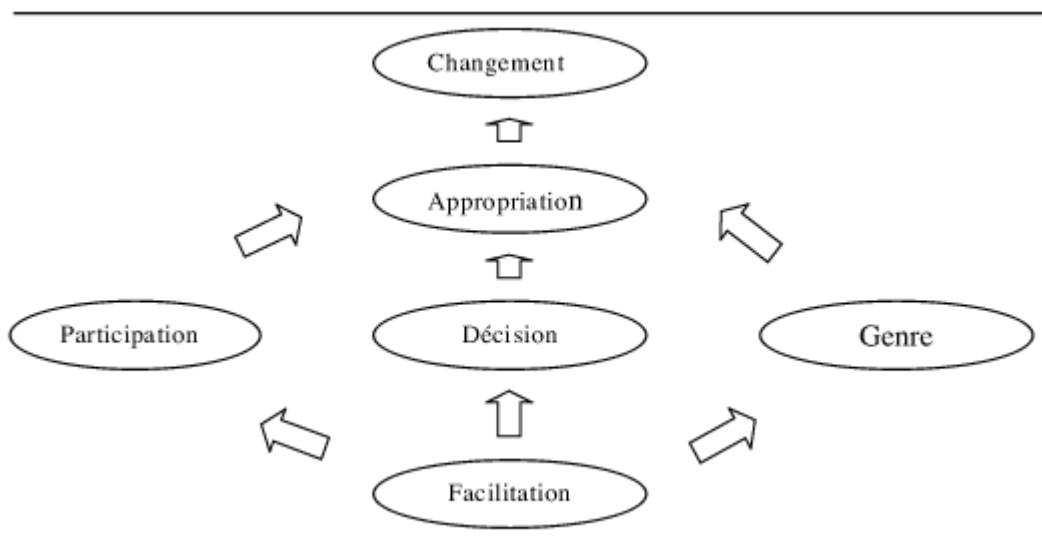 Changement
Appropriation
Participation
Décision
Genre
Facilitation